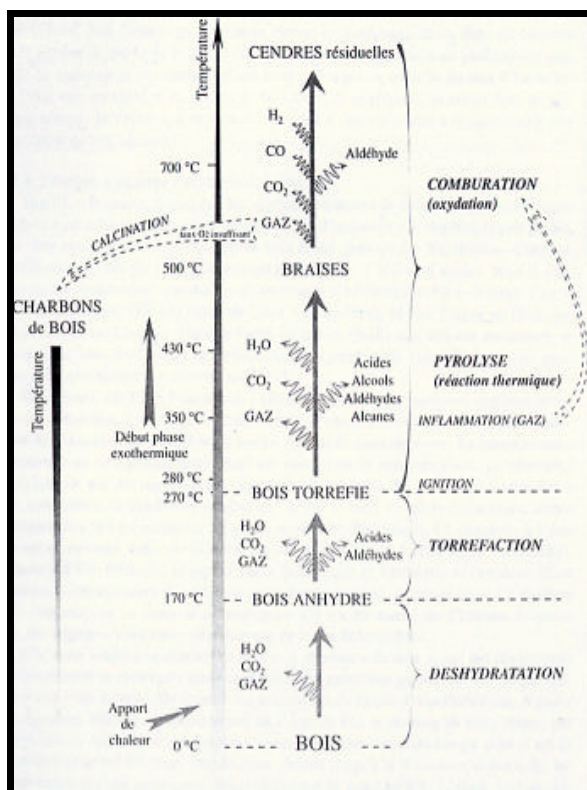 Température
CENDRES résiduelles
H2
CO
Aldéhyde
700 °C
CO2
COMBURATION
(oxydation)
GAZ
CALCINATION
taux O2 insuffisant
500 °C
BRAISES
CHARBONS
de BOIS
Température
430 °C
H2O
CO2
GAZ
Acides
Alcools
Aldéhydes
Alcanes
PYROLYSE
(réaction thermique)
350 °C
INFLAMMATION (GAZ)
Début phase
exothermique
280 °C
IGNITION
270 °C
BOIS TORREFIE
H2O
CO2
GAZ
Acides
Aldéhydes
TORREFACTION
170 °C
BOIS ANHYDRE
H2O
CO2
GAZ
DESHYDRATATION
Apport
de chaleur
0 °C
BOIS